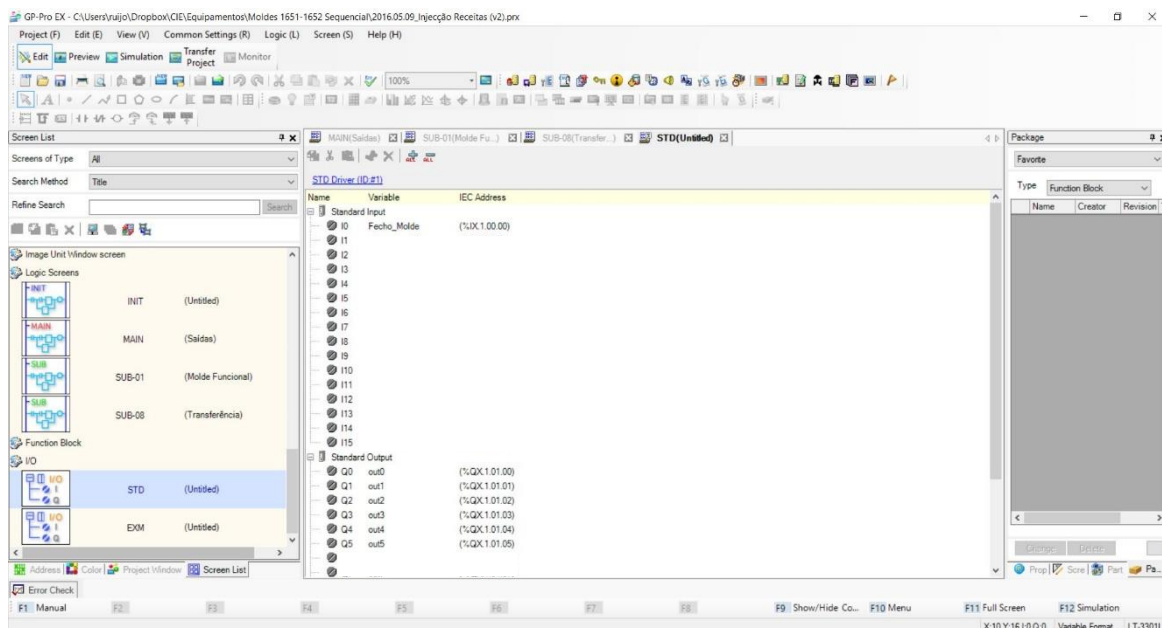 GP-Pro EX - C:\Users\ruijo\Dropbox\CIE\Equipamentos\Moldes 1651-1652 Sequencial\2016.05.09_Injecção Receitas (v2).prx
Project (F) Edit (E) View (V) Common Settings (R) Logic (L) Screen (S) Help (H)
Edit Preview Simulation Transfer Project Monitor
100%
Screen List
MAIN(Saídas) SUB-01(Molde Fu...) SUB-08(Transfer...) STD(Untitled)
Package
Screens of Type All
Favorite
Search Method Title
STD Driver (ID:#1)
Type Function Block
Refine Search Search
Name Variable IEC Address
Name Creator Revision
Standard Input
I0 Fecho_Molde (%IX.1.00.00)
I1
I2
I3
I4
I5
I6
I7
I8
I9
I10
I11
I12
I13
I14
I15
Standard Output
Q0 out0 (%QX.1.01.00)
Q1 out1 (%QX.1.01.01)
Q2 out2 (%QX.1.01.02)
Q3 out3 (%QX.1.01.03)
Q4 out4 (%QX.1.01.04)
Q5 out5 (%QX.1.01.05)
Image Unit Window screen
Logic Screens
INIT INIT (Untitled)
MAIN MAIN (Saídas)
SUB SUB-01 (Molde Funcional)
SUB SUB-08 (Transferência)
Function Block
I/O
I/O I Q STD (Untitled)
I/O I Q EXM (Untitled)
Change Delete
Address Color Project Window Screen List
Prop Scre Part Pa...
Error Check
F1 Manual F2 F3 F4 F5 F6 F7 F8 F9 Show/Hide Co... F10 Menu F11 Full Screen F12 Simulation
X:10 Y:16 I:0 Q:0 Variable Format